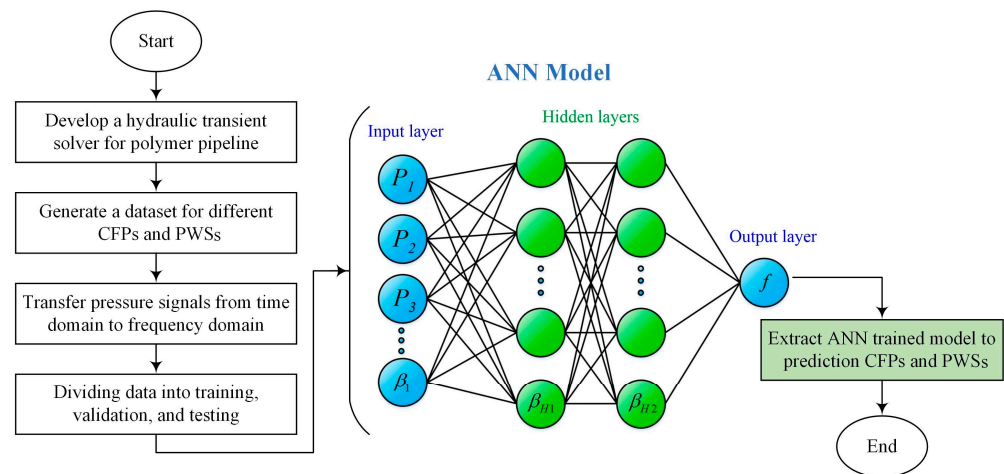 Start
Develop a hydraulic transient
solver for polymer pipeline
Generate a dataset for different
CFPs and PWSs
Transfer pressure signals from time
domain to frequency domain
Dividing data into training,
validation, and testing
ANN Model
Input layer
Hidden layers
Output layer
P₁
P₂
P₃
β₁
β_H1
β_H2
f
Extract ANN trained model to
prediction CFPs and PWSs
End